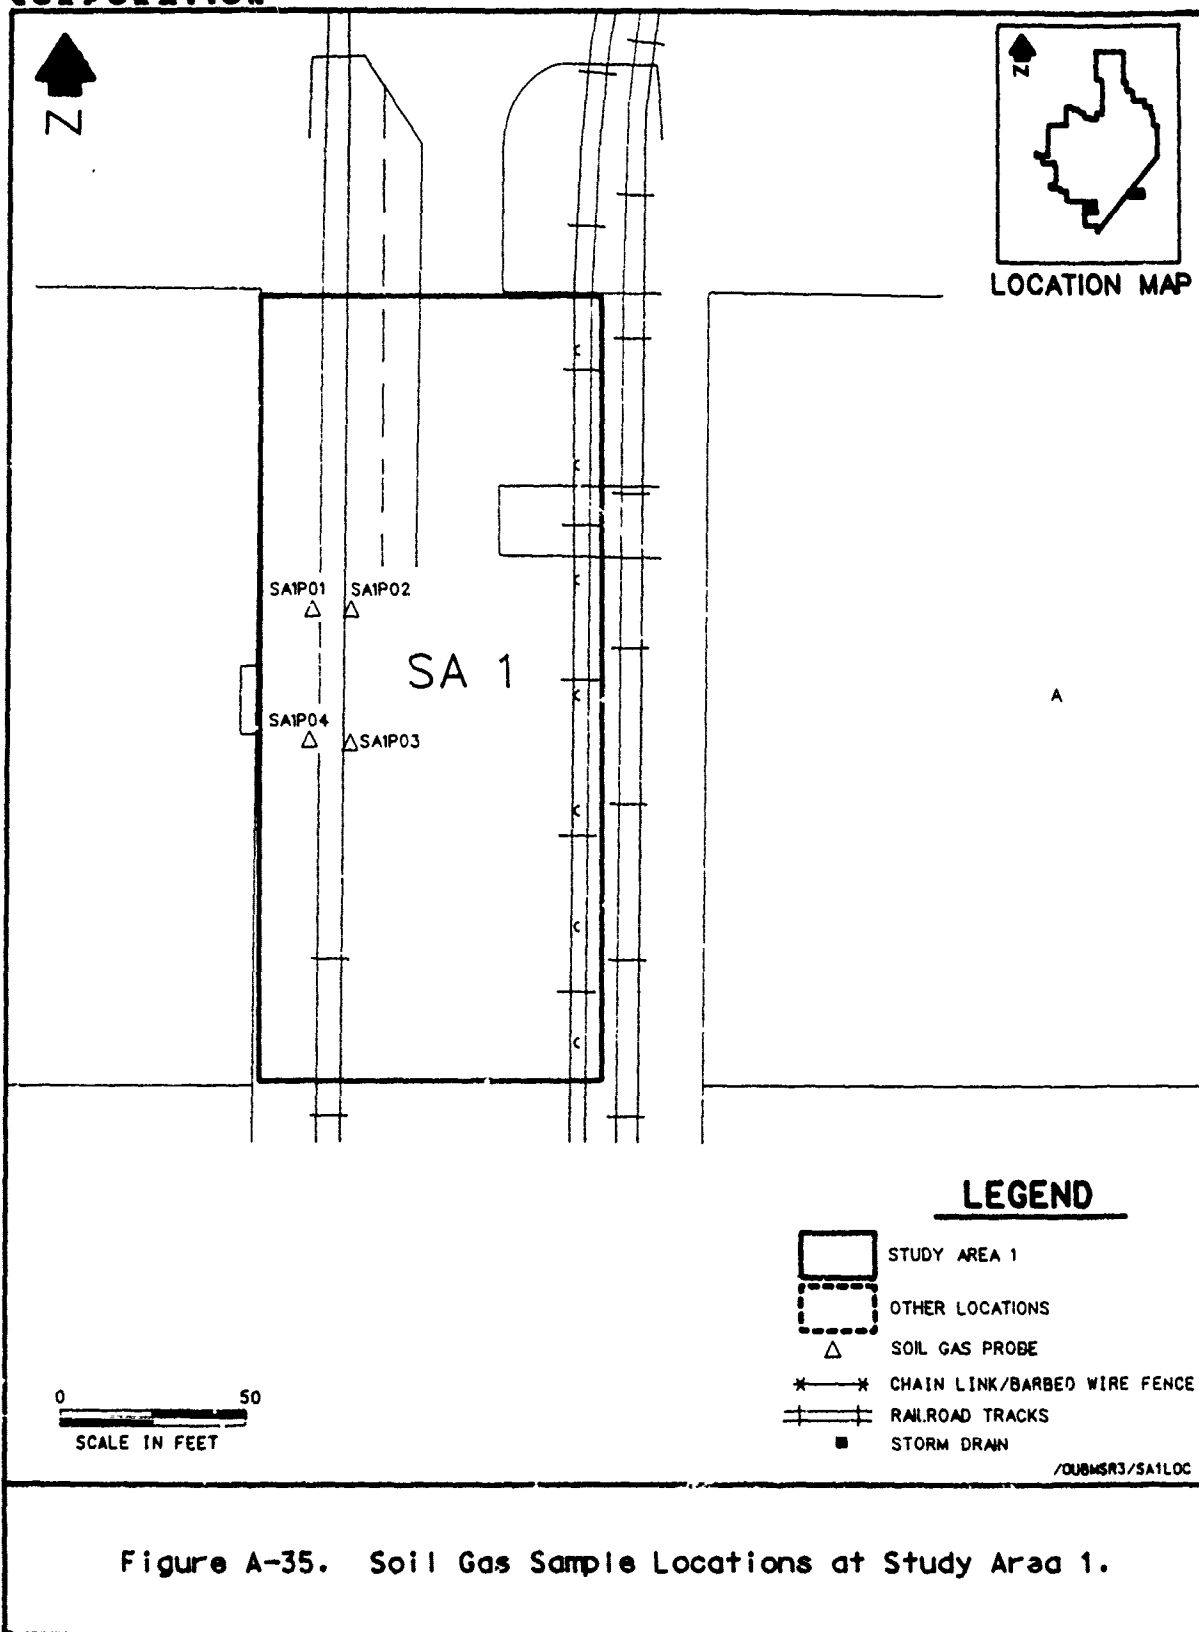 N
N
LOCATION MAP
SA1P01 SA1P02
SA 1
A
SA1P04
SA1P03
LEGEND
STUDY AREA 1
OTHER LOCATIONS
SOIL GAS PROBE
CHAIN LINK/BARBED WIRE FENCE
RAILROAD TRACKS
STORM DRAIN
0 50
SCALE IN FEET
/OUBMSR3/SA1LOC
Figure A-35. Soil Gas Sample Locations at Study Area 1.